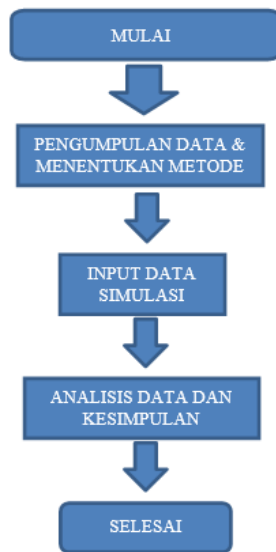 MULAI
PENGUMPULAN DATA &
MENENTUKAN METODE
INPUT DATA
SIMULASI
ANALISIS DATA DAN
KESIMPULAN
SELESAI